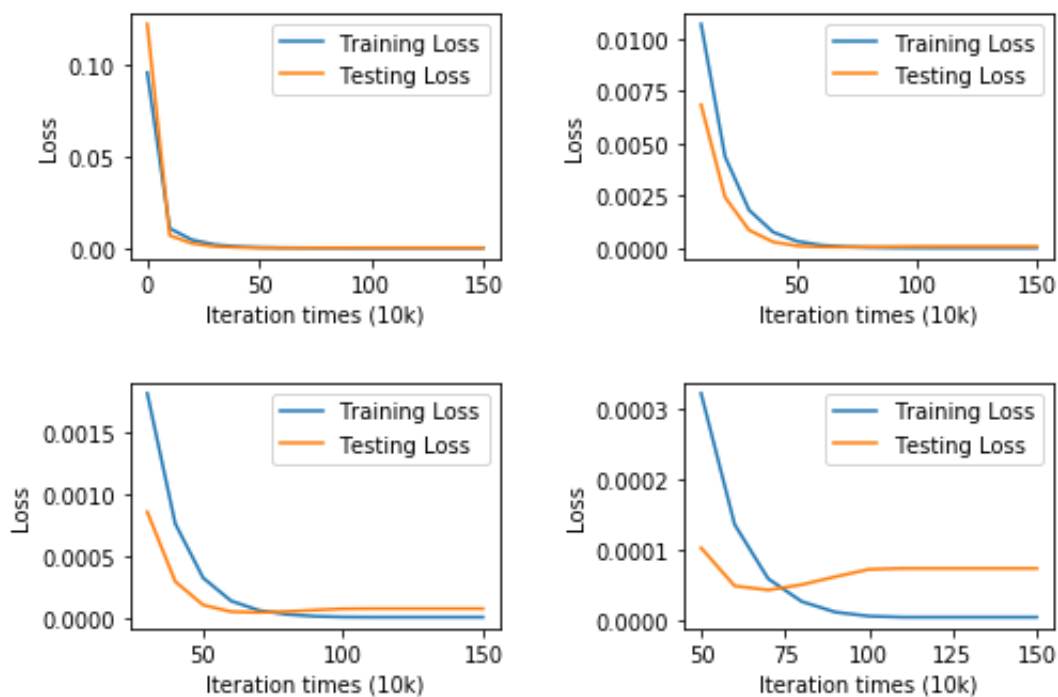 Training Loss
Testing Loss
0.10
0.05
0.00
Loss
0
50
100
150
Iteration times (10k)
Training Loss
Testing Loss
0.0100
0.0075
0.0050
0.0025
0.0000
Loss
50
100
150
Iteration times (10k)
Training Loss
Testing Loss
0.0015
0.0010
0.0005
0.0000
Loss
50
100
150
Iteration times (10k)
Training Loss
Testing Loss
0.0003
0.0002
0.0001
0.0000
Loss
50
75
100
125
150
Iteration times (10k)